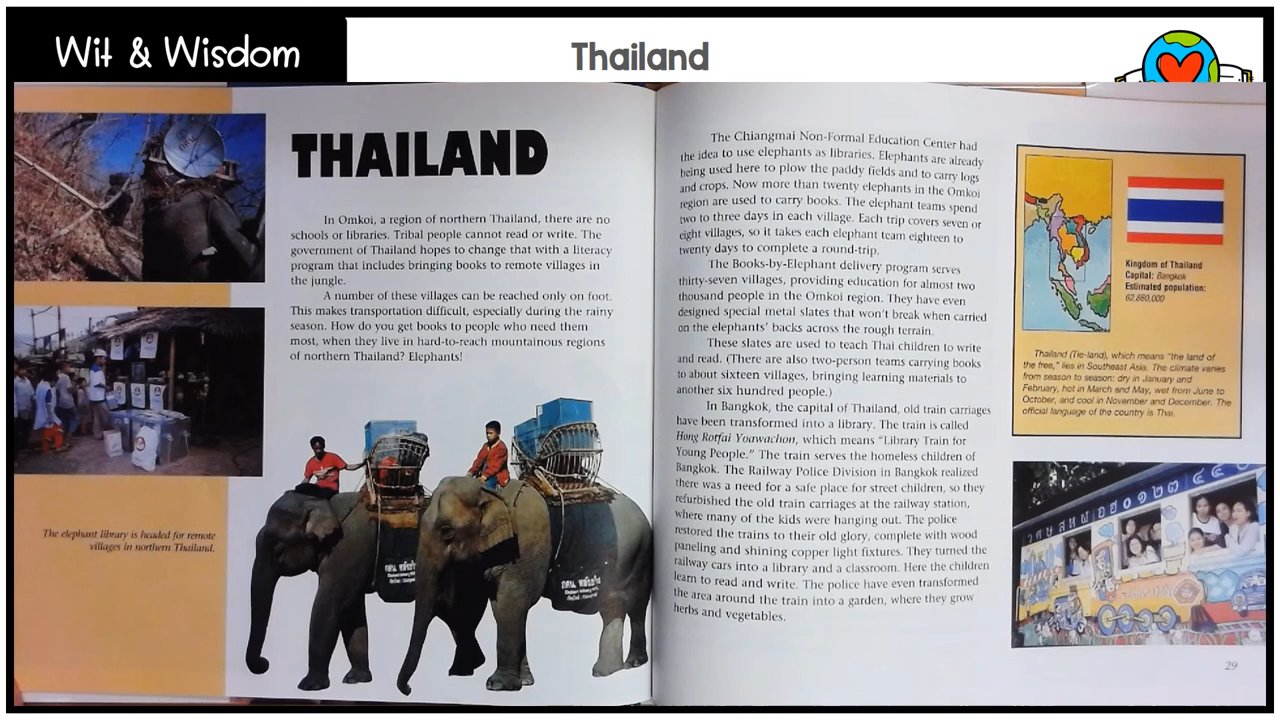 Wit & Wisdom
Thailand
THAILAND
In Omkoi, a region of northern Thailand, there are no
schools or libraries. Tribal people cannot read or write. The
government of Thailand hopes to change that with a literacy
program that includes bringing books to remote villages in
the jungle.
A number of these villages can be reached only on foot.
This makes transportation difficult, especially during the rainy
season. How do you get books to people who need them
most, when they live in hard-to-reach mountainous regions
of northern Thailand? Elephants!
The elephant library is headed for remote
villages in northern Thailand.
The Chiangmai Non-Formal Education Center had
the idea to use elephants as libraries. Elephants are already
being used here to plow the paddy fields and to carry logs
and crops. Now more than twenty elephants in the Omkoi
region are used to carry books. The elephant teams spend
two to three days in each village. Each trip covers seven or
eight villages, so it takes each elephant team eighteen to
twenty days to complete a round-trip.
The Books-by-Elephant delivery program serves
thirty-seven villages, providing education for almost two
thousand people in the Omkoi region. They have even
designed special metal slates that won't break when carried
on the elephants' backs across the rough terrain.
These slates are used to teach Thai children to write
and read. (There are also two-person teams carrying books
to about sixteen villages, bringing learning materials to
another six hundred people.)
In Bangkok, the capital of Thailand, old train carriages
have been transformed into a library. The train is called
Hong Rotfai Yoawachon, which means "Library Train for
Young People." The train serves the homeless children of
Bangkok. The Railway Police Division in Bangkok realized
there was a need for a safe place for street children, so they
refurbished the old train carriages at the railway station,
where many of the kids were hanging out. The police
restored the trains to their old glory, complete with wood
paneling and shining copper light fixtures. They turned the
railway cars into a library and a classroom. Here the children
learn to read and write. The police have even transformed
the area around the train into a garden, where they grow
herbs and vegetables.
Kingdom of Thailand
Capital: Bangkok
Estimated population:
62,860,000
Thailand (Tie-land), which means "the land of
the free," lies in Southeast Asia. The climate varies
from season to season: dry in January and
February, hot in March and May, wet from June to
October, and cool in November and December. The
official language of the country is Thai.
29